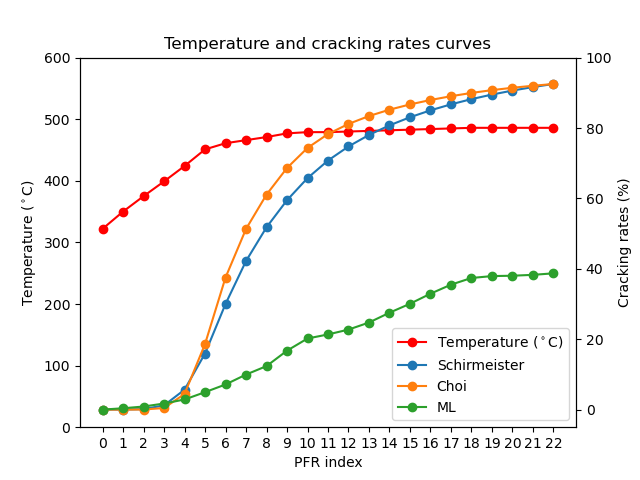 Temperature and cracking rates curves
600
500
400
300
200
100
0
Temperature (°C)
100
80
60
40
20
0
Cracking rates (%)
Temperature (°C)
Schirmeister
Choi
ML
0 1 2 3 4 5 6 7 8 9 10 11 12 13 14 15 16 17 18 19 20 21 22
PFR index